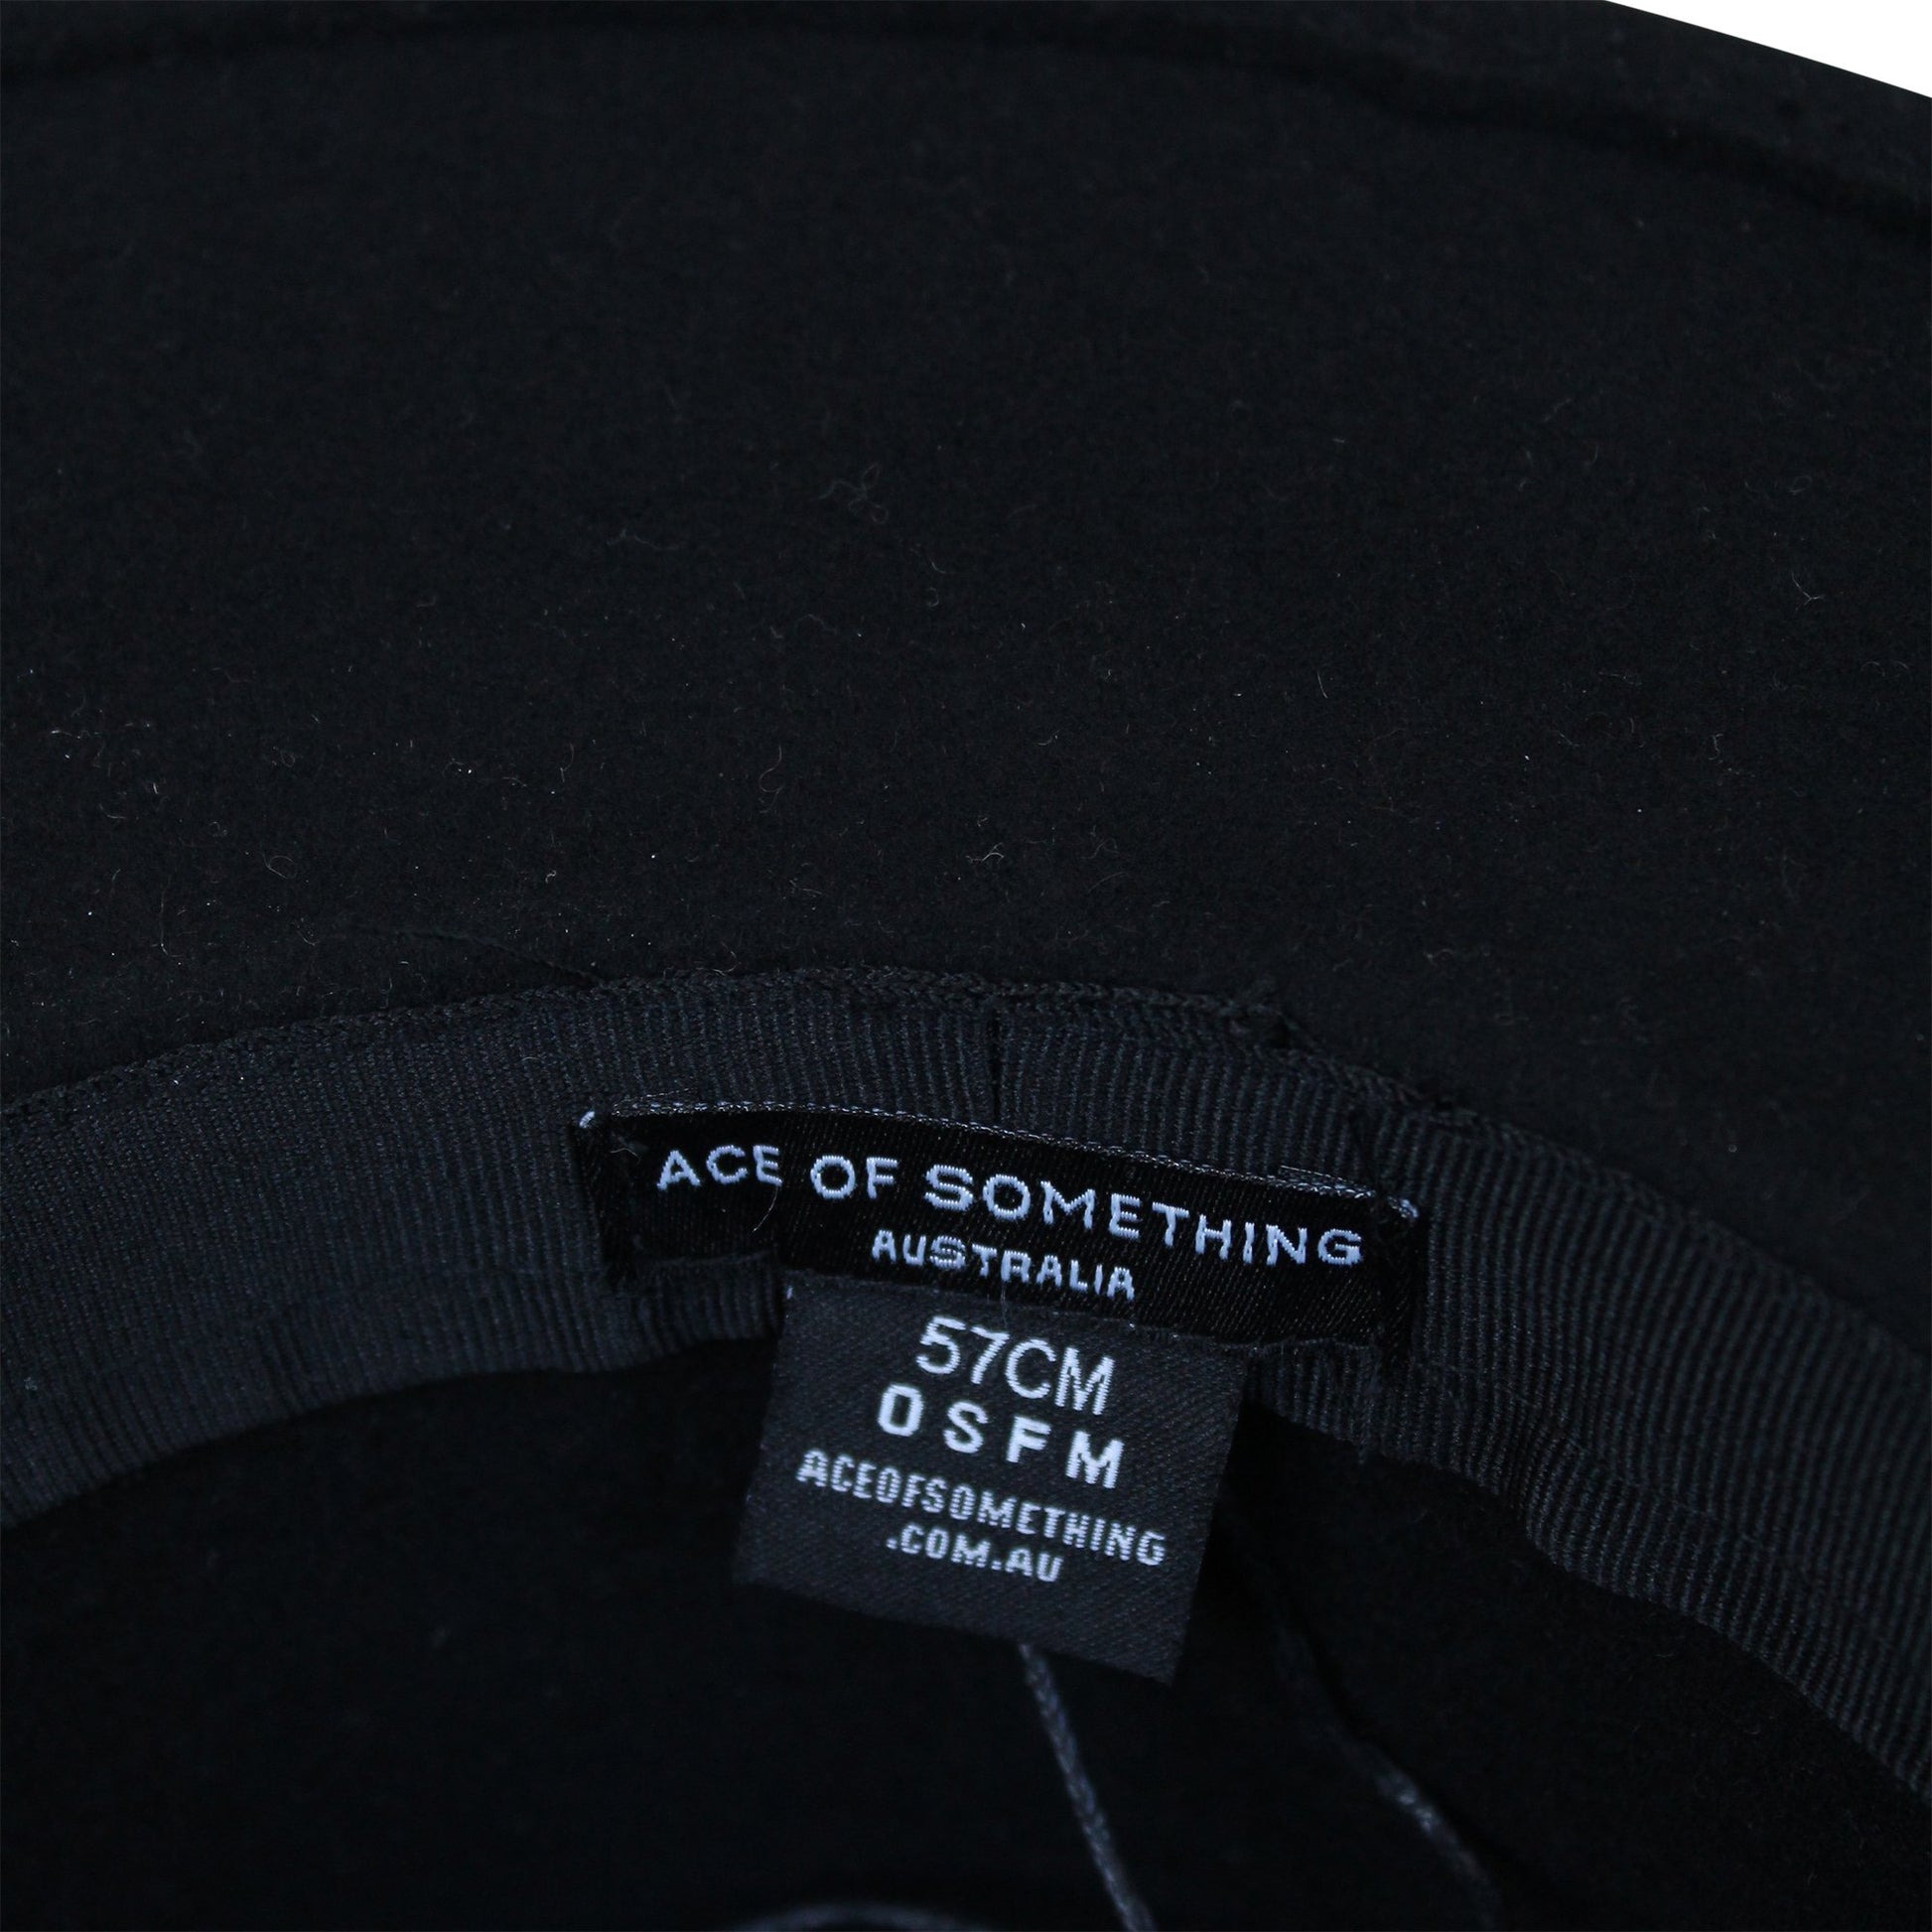 ACE OF SOMETHING
AUSTRALIA
57CM
OSFM
ACEOFSOMETHING
.COM.AU